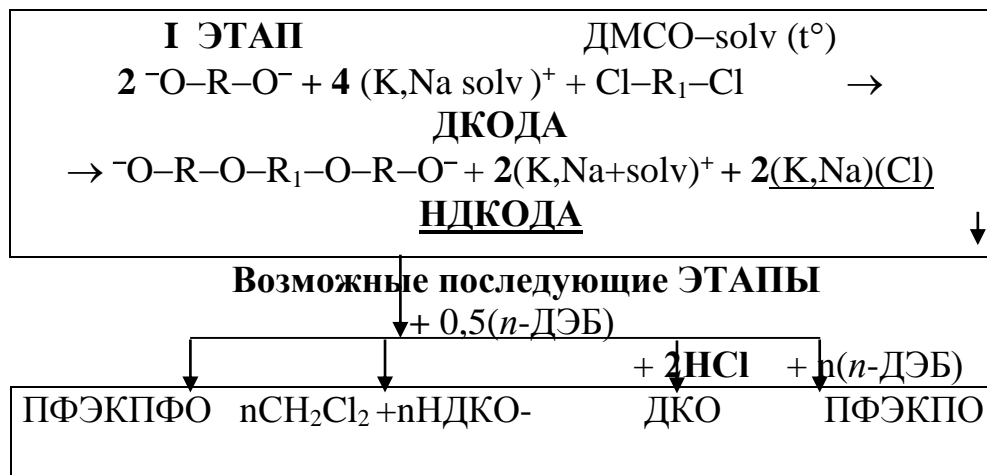 I ЭТАП ДМСО–solv (t°)
2 ⁻O–R–O⁻ + 4 (K,Na solv )⁺ + Cl–R₁–Cl →
ДКОДА
→ ⁻O–R–O–R₁–O–R–O⁻ + 2(K,Na+solv)⁺ + 2(K,Na)(Cl)
НДКОДА
Возможные последующие ЭТАПЫ
+ 0,5(n-ДЭБ)
+ 2HCl + n(n-ДЭБ)
ПФЭКПФО nCH₂Cl₂ +nНДКО- ДКО ПФЭКПО